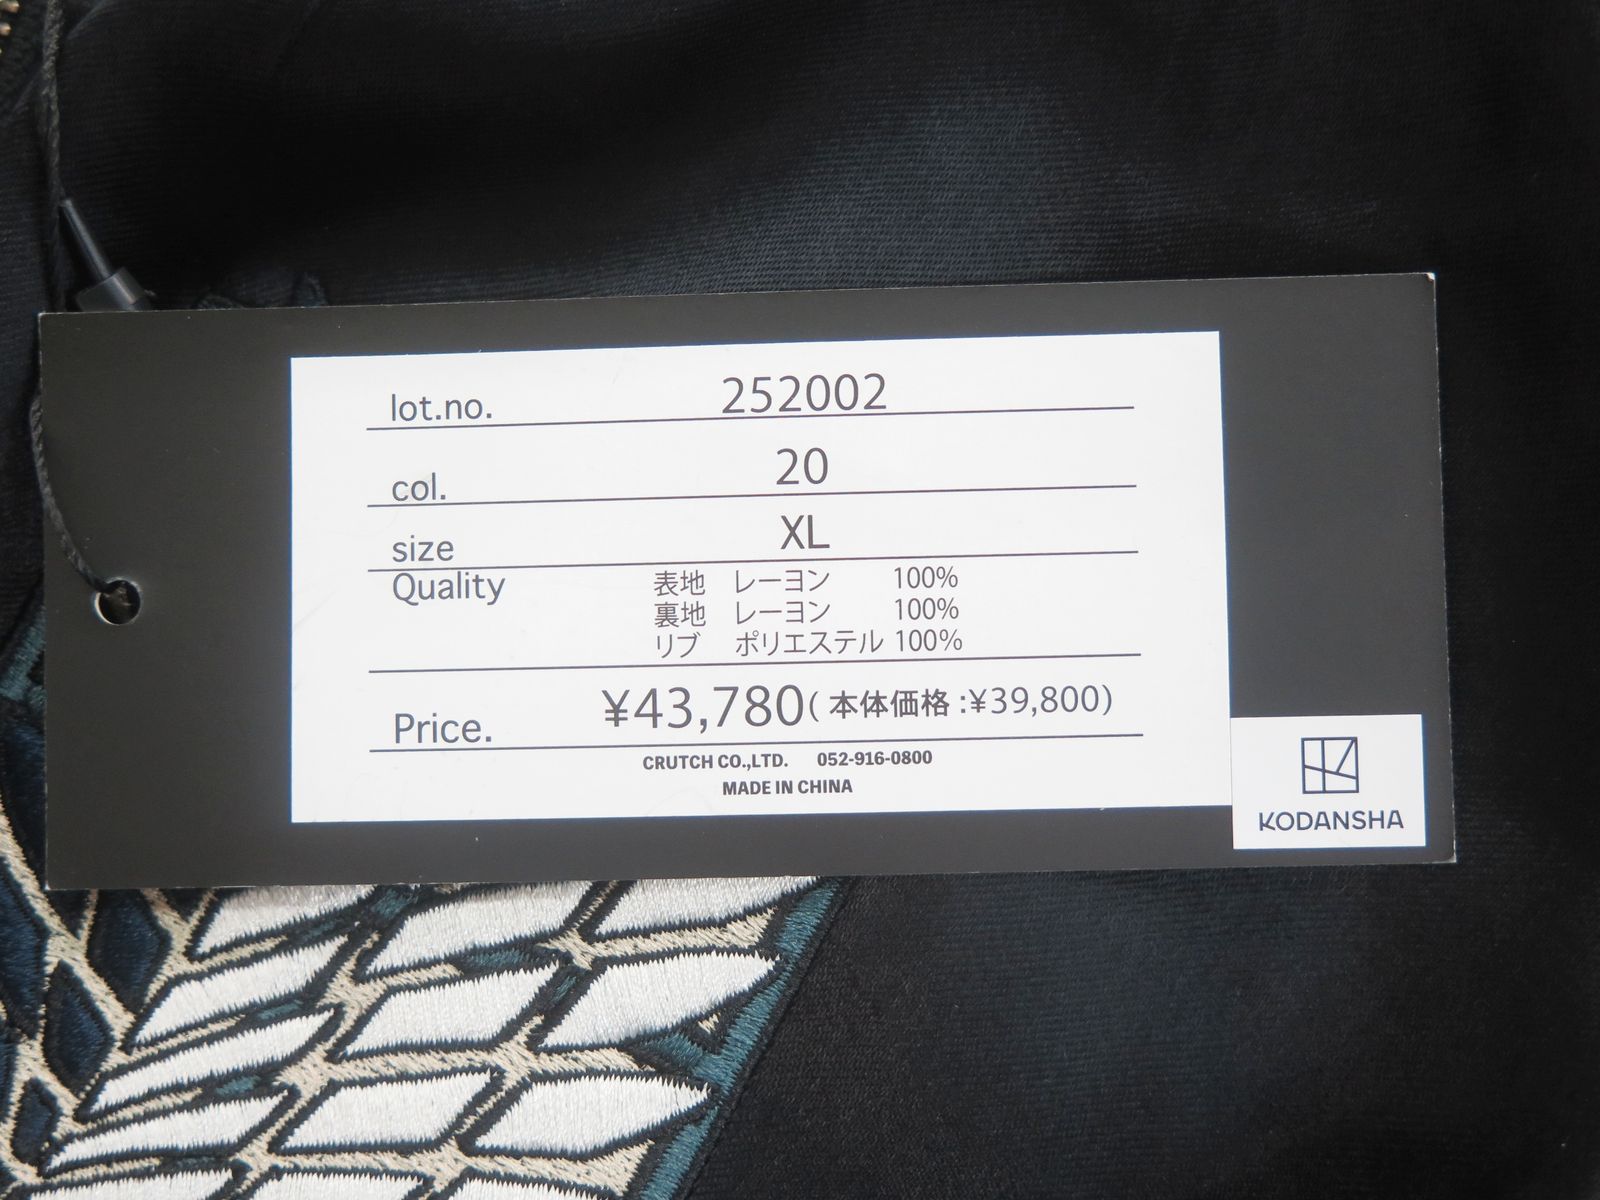 lot.no. 252002
col. 20
size XL
Quality 表地 レーヨン 100%
裏地 レーヨン 100%
リブ ポリエステル 100%
Price. ¥43,780( 本体価格 :¥39,800)
CRUTCH CO.,LTD. 052-916-0800
MADE IN CHINA
KODANSHA